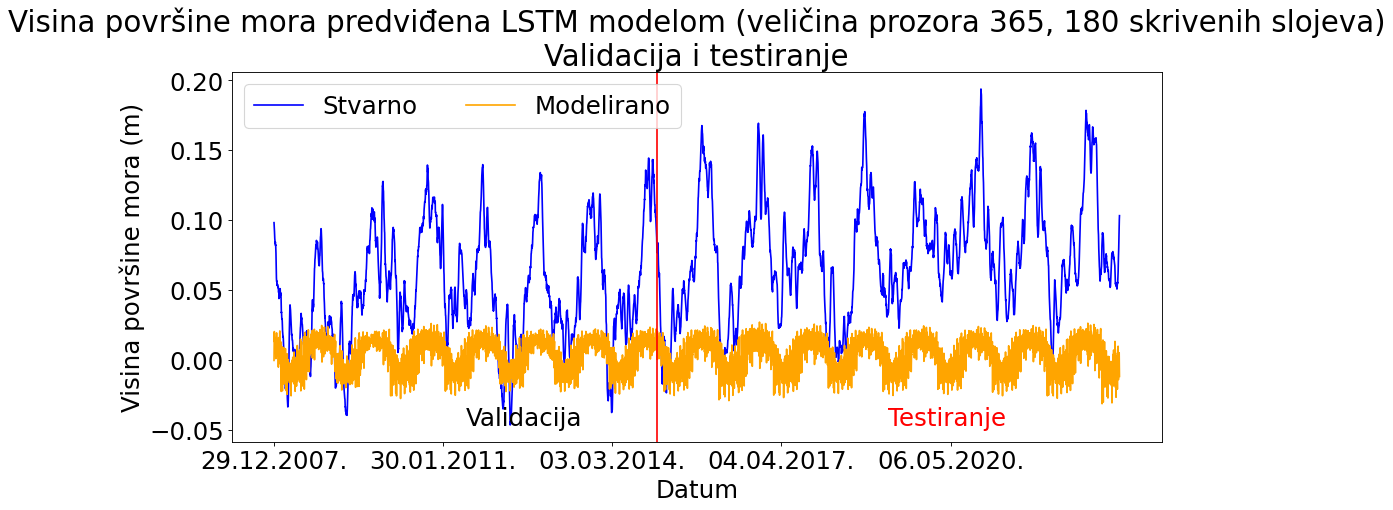 Visina površine mora predviđena LSTM modelom (veličina prozora 365, 180 skrivenih slojeva)
Validacija i testiranje
Stvarno
Modelirano
Visina površine mora (m)
0.20
0.15
0.10
0.05
0.00
−0.05
Validacija
Testiranje
29.12.2007.
30.01.2011.
03.03.2014.
04.04.2017.
06.05.2020.
Datum